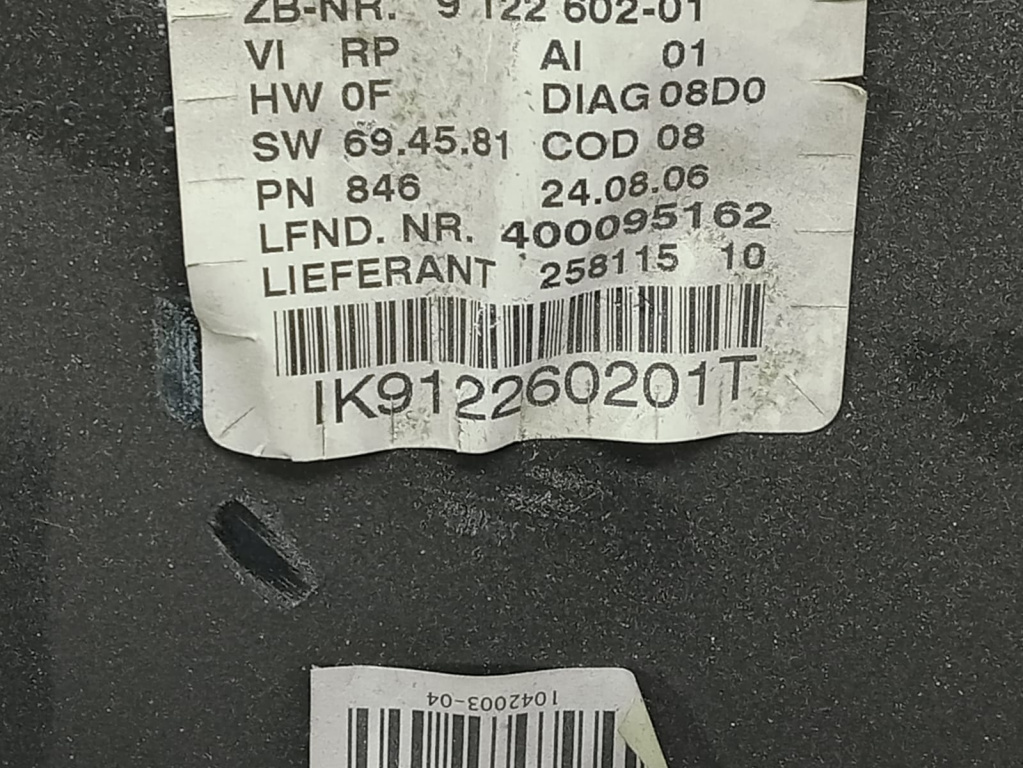 ZB-NR. 9 122 602-01
VI RP AI 01
HW 0F DIAG 08D0
SW 69.45.81 COD 08
PN 846 24.08.06
LFND. NR. 400095162
LIEFERANT 258115 10
IK912260201T
1042003-04